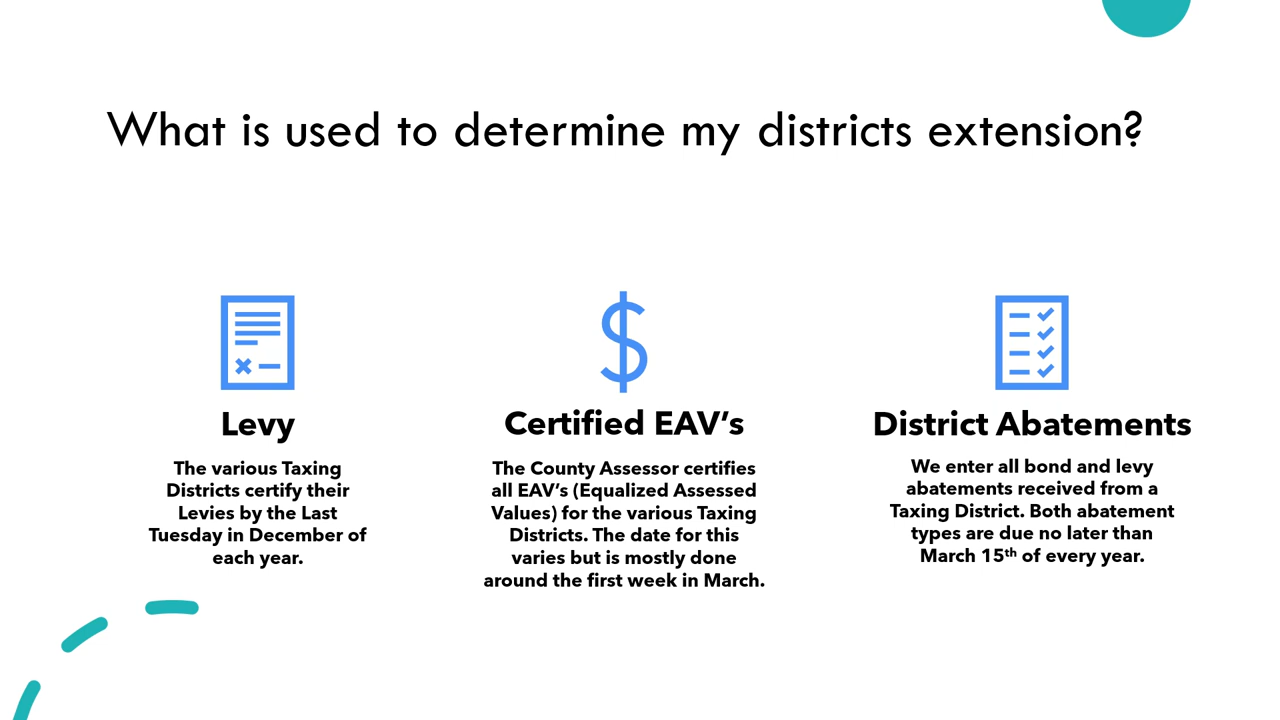 What is used to determine my districts extension?
Levy
The various Taxing
Districts certify their
Levies by the Last
Tuesday in December of
each year.
Certified EAV’s
The County Assessor certifies
all EAV’s (Equalized Assessed
Values) for the various Taxing
Districts. The date for this
varies but is mostly done
around the first week in March.
District Abatements
We enter all bond and levy
abatements received from a
Taxing District. Both abatement
types are due no later than
March 15th of every year.